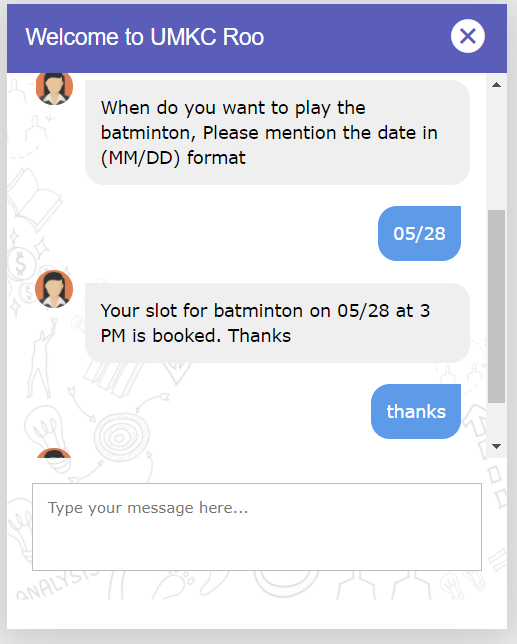 Welcome to UMKC Roo
When do you want to play the
batminton, Please mention the date in
(MM/DD) format
05/28
Your slot for batminton on 05/28 at 3
PM is booked. Thanks
thanks
Type your message here...
ANALYSIS